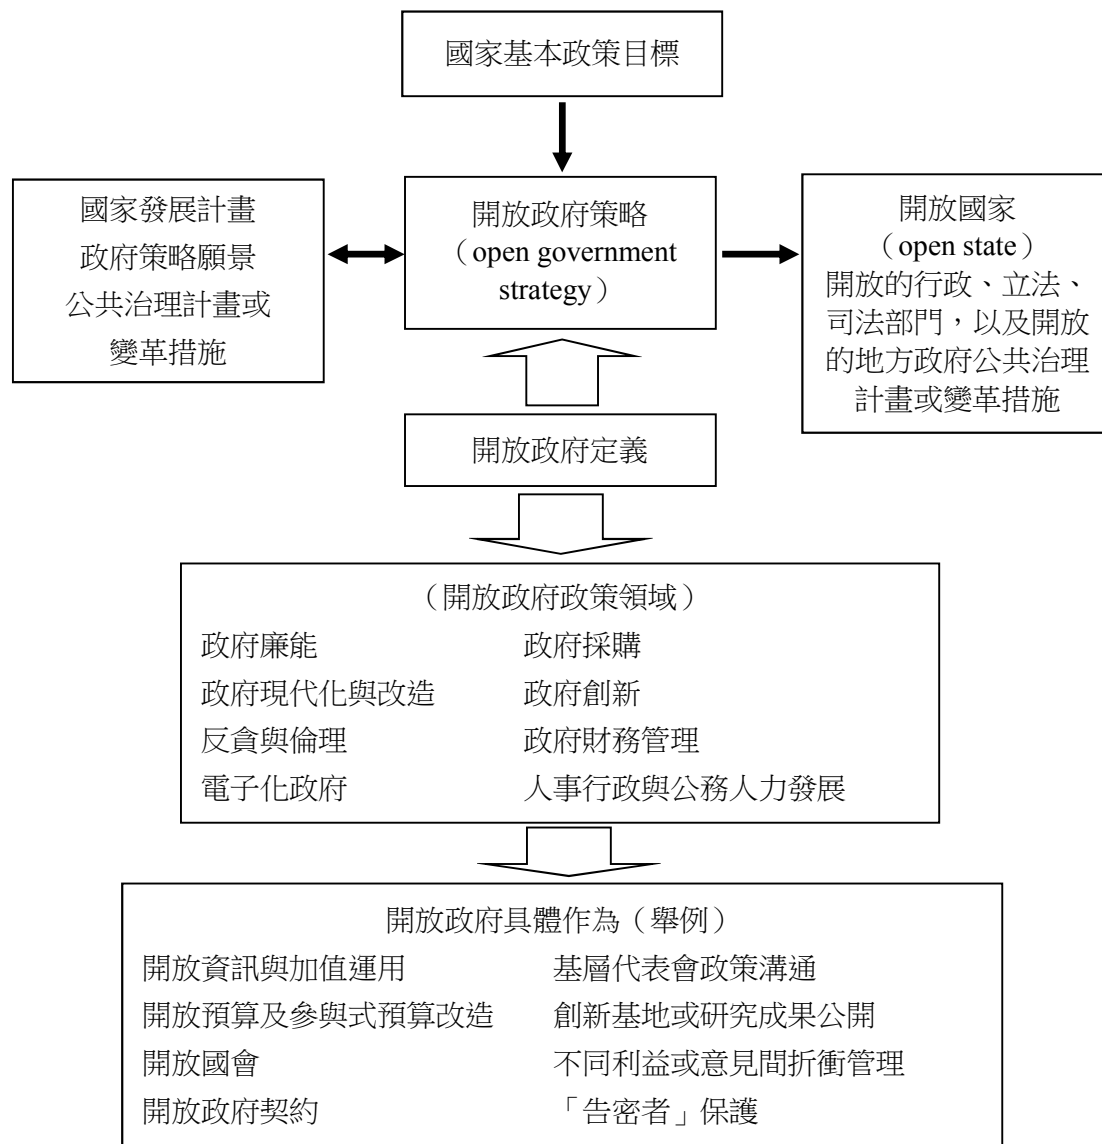 國家基本政策目標
國家發展計畫
政府策略願景
公共治理計畫或
變革措施
開放政府策略
（open government
strategy）
開放國家
（open state）
開放的行政、立法、
司法部門，以及開放
的地方政府公共治理
計畫或變革措施
開放政府定義
（開放政府政策領域）
政府廉能 政府採購
政府現代化與改造 政府創新
反貪與倫理 政府財務管理
電子化政府 人事行政與公務人力發展
開放政府具體作為（舉例）
開放資訊與加值運用 基層代表會政策溝通
開放預算及參與式預算改造 創新基地或研究成果公開
開放國會 不同利益或意見間折衝管理
開放政府契約 「告密者」保護